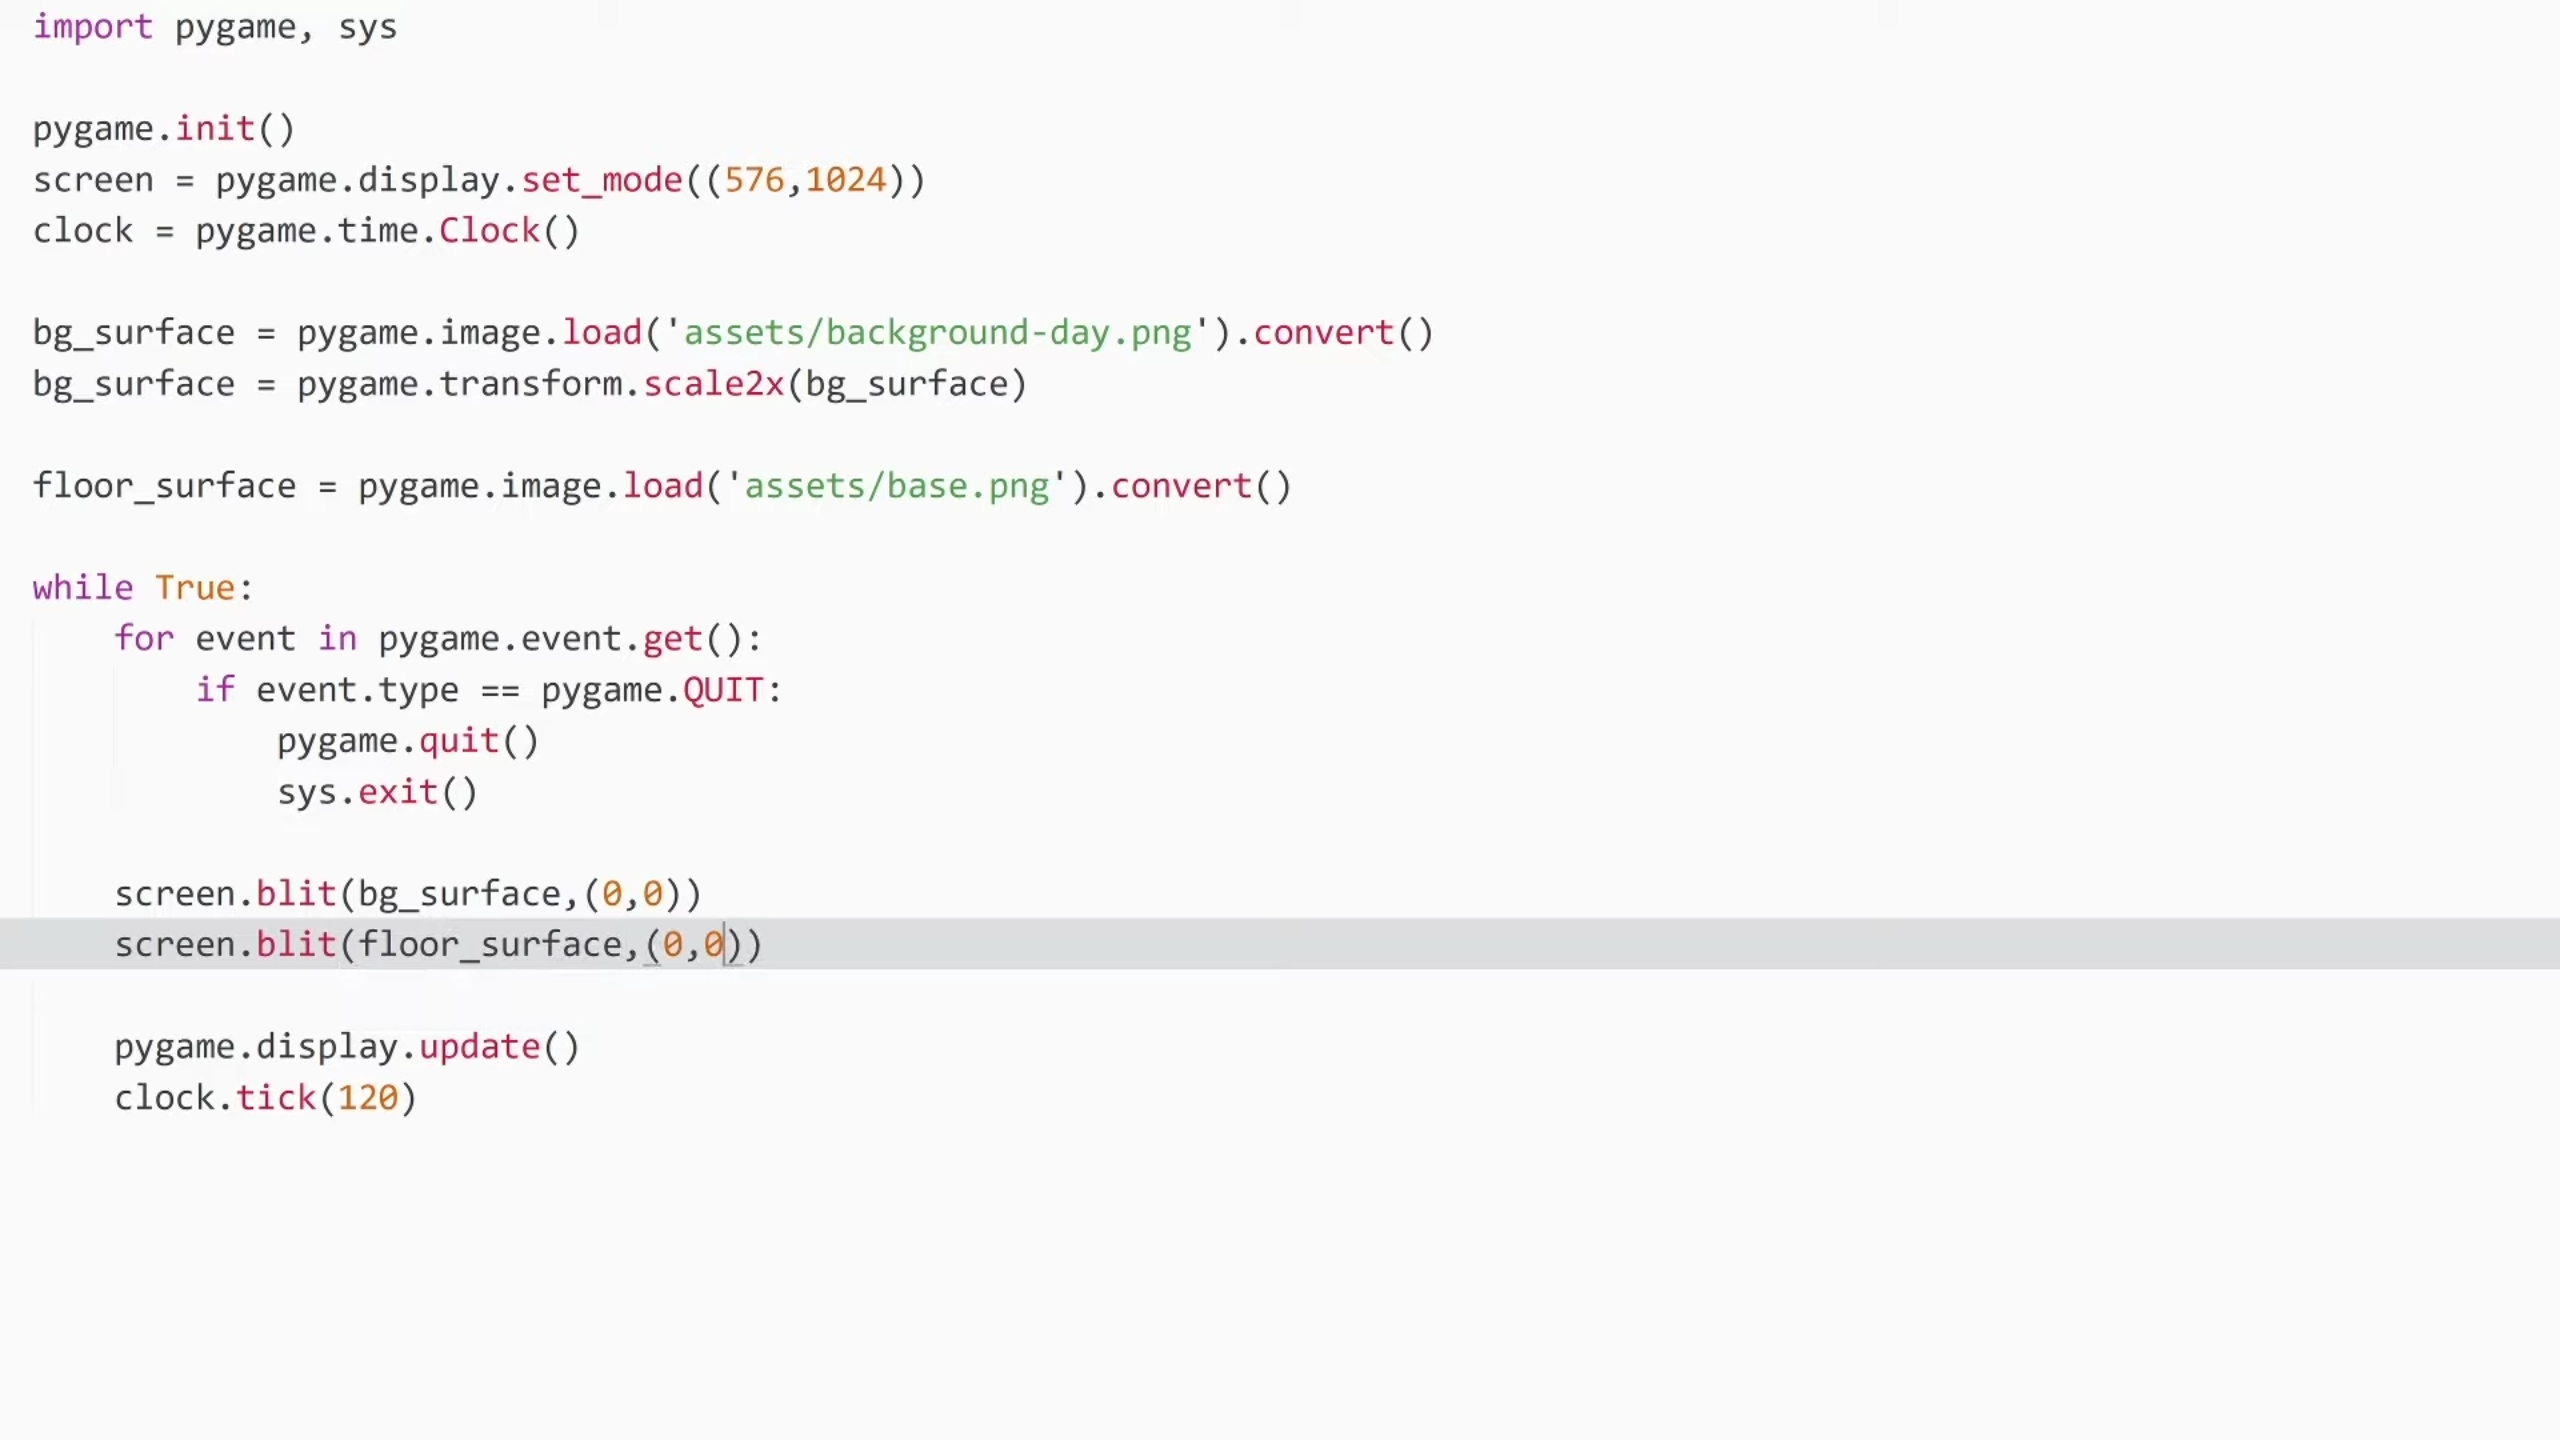 import pygame, sys
pygame.init()
screen = pygame.display.set_mode((576,1024))
clock = pygame.time.Clock()
bg_surface = pygame.image.load('assets/background-day.png').convert()
bg_surface = pygame.transform.scale2x(bg_surface)
floor_surface = pygame.image.load('assets/base.png').convert()
while True:
    for event in pygame.event.get():
        if event.type == pygame.QUIT:
            pygame.quit()
            sys.exit()
    screen.blit(bg_surface,(0,0))
    screen.blit(floor_surface,(0,0))
    pygame.display.update()
    clock.tick(120)